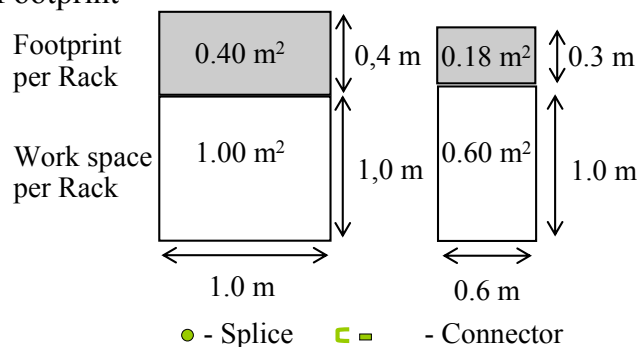 Footprint
Footprint
per Rack
0.40 m²
0,4 m
0.18 m²
0.3 m
Work space
per Rack
1.00 m²
1,0 m
0.60 m²
1.0 m
1.0 m
0.6 m
- Splice
- Connector